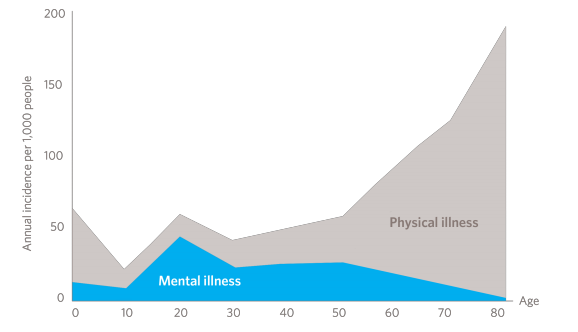 200
150
100
50
0
Annual incidence per 1,000 people
Physical illness
Mental illness
Age
0 10 20 30 40 50 60 70 80